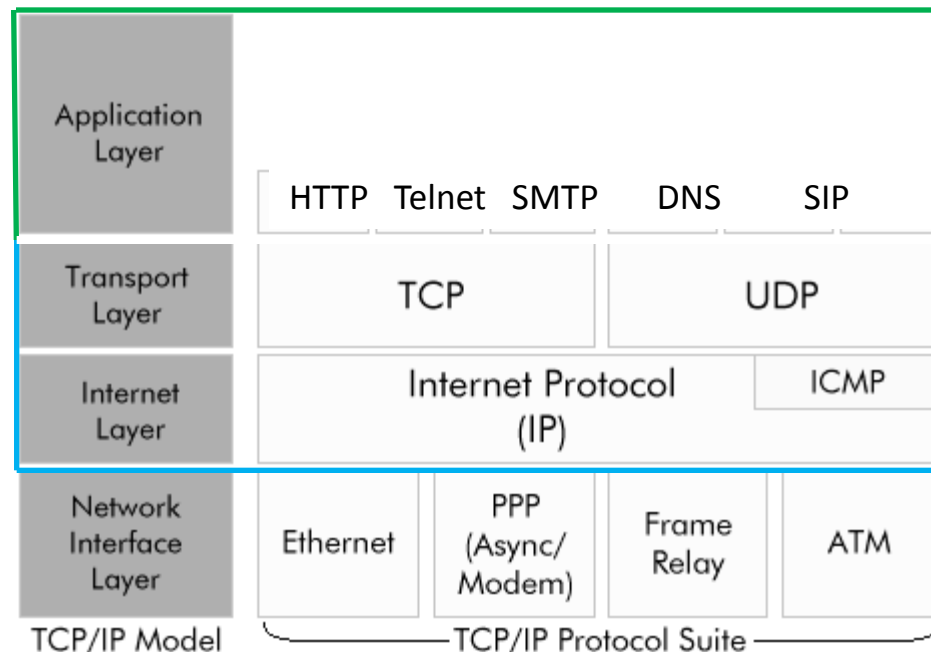 Application
Layer
HTTP Telnet SMTP DNS SIP
Transport
Layer
TCP
UDP
Internet
Layer
Internet Protocol
(IP)
ICMP
Network
Interface
Layer
Ethernet
PPP
(Async/
Modem)
Frame
Relay
ATM
TCP/IP Model
TCP/IP Protocol Suite